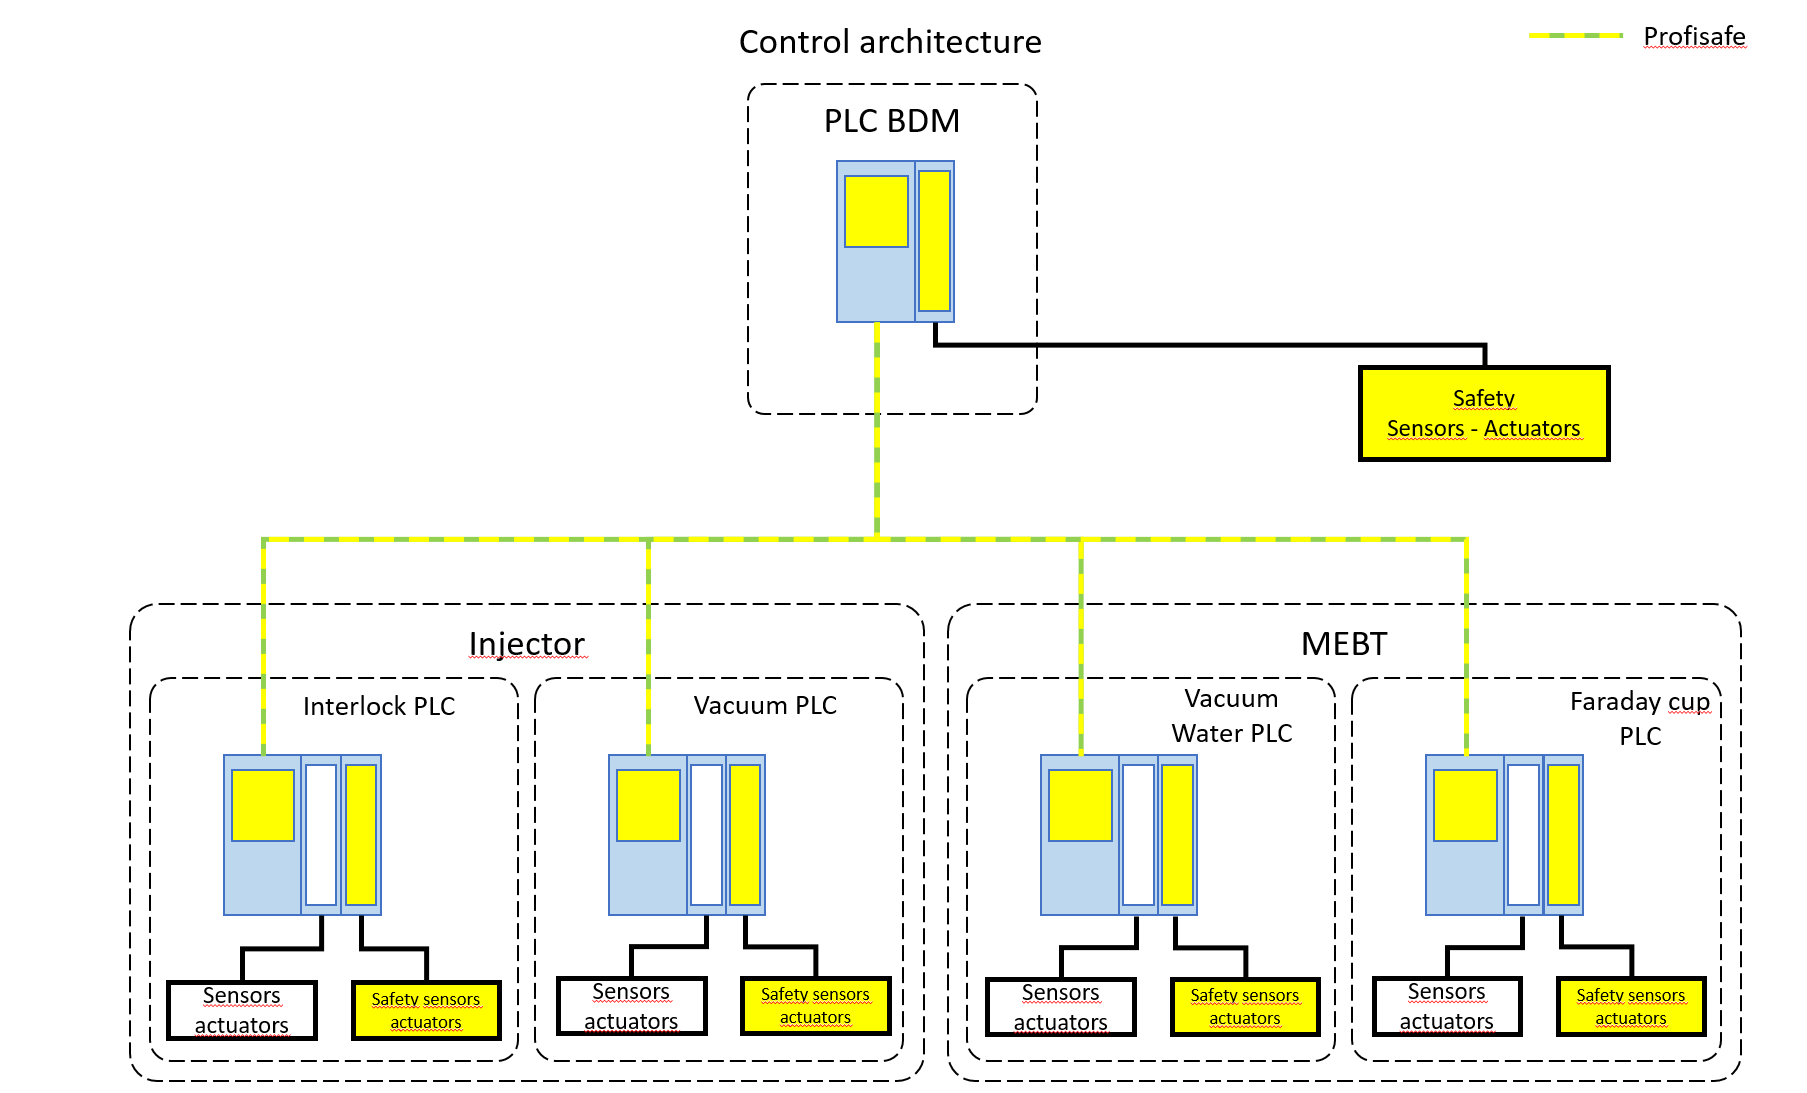 Control architecture
Profisafe
PLC BDM
Safety
Sensors - Actuators
Injector
Interlock PLC
Vacuum PLC
Sensors
actuators
Safety sensors
actuators
Sensors
actuators
Safety sensors
actuators
MEBT
Vacuum
Water PLC
Faraday cup
PLC
Sensors
actuators
Safety sensors
actuators
Sensors
actuators
Safety sensors
actuators